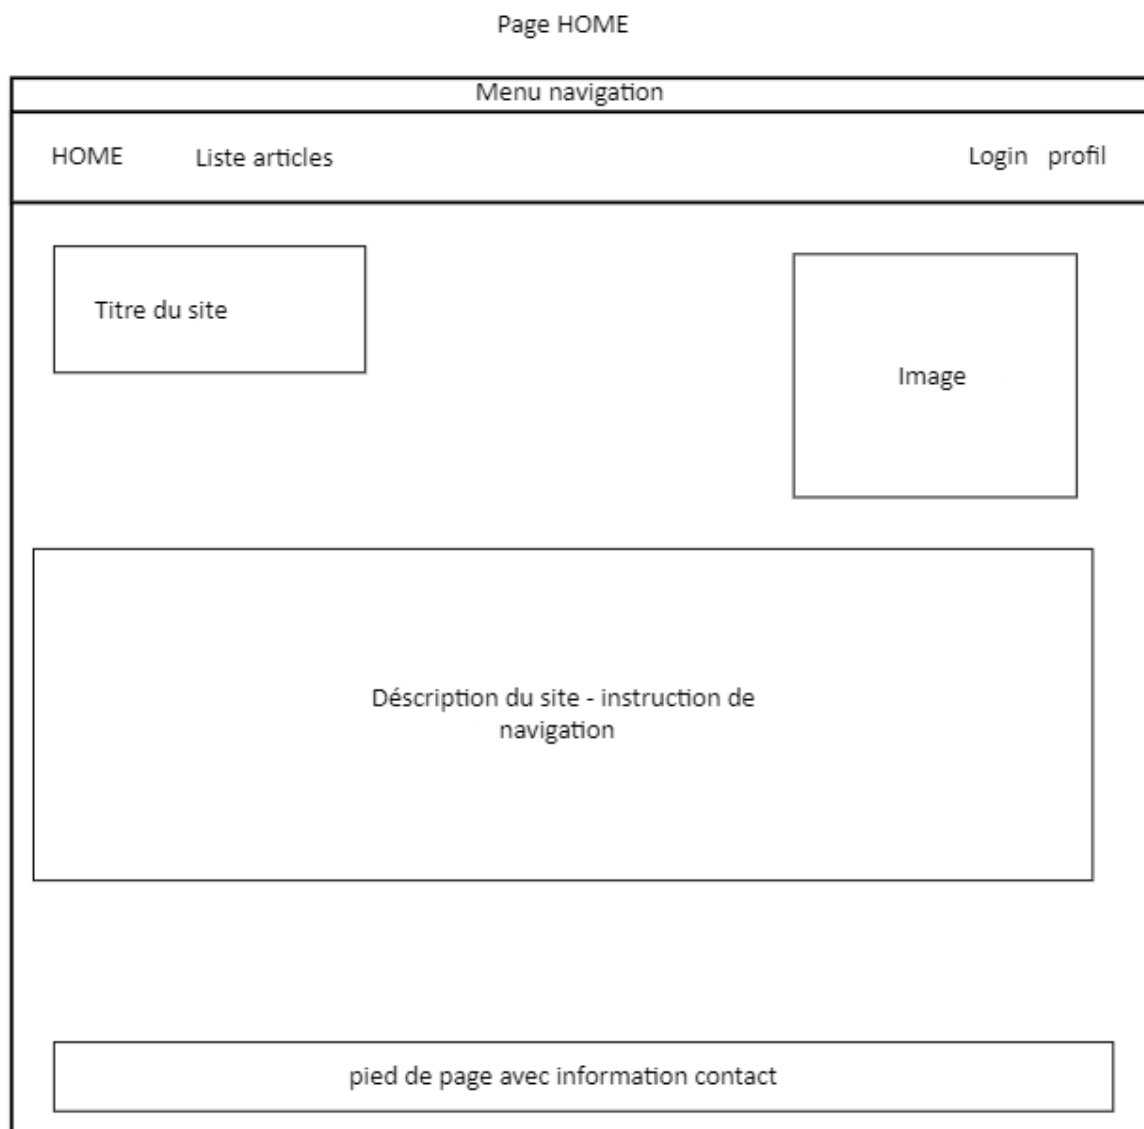 Page HOME
Menu navigation
HOME Liste articles Login profil
Titre du site
Image
Déscription du site - instruction de
navigation
pied de page avec information contact